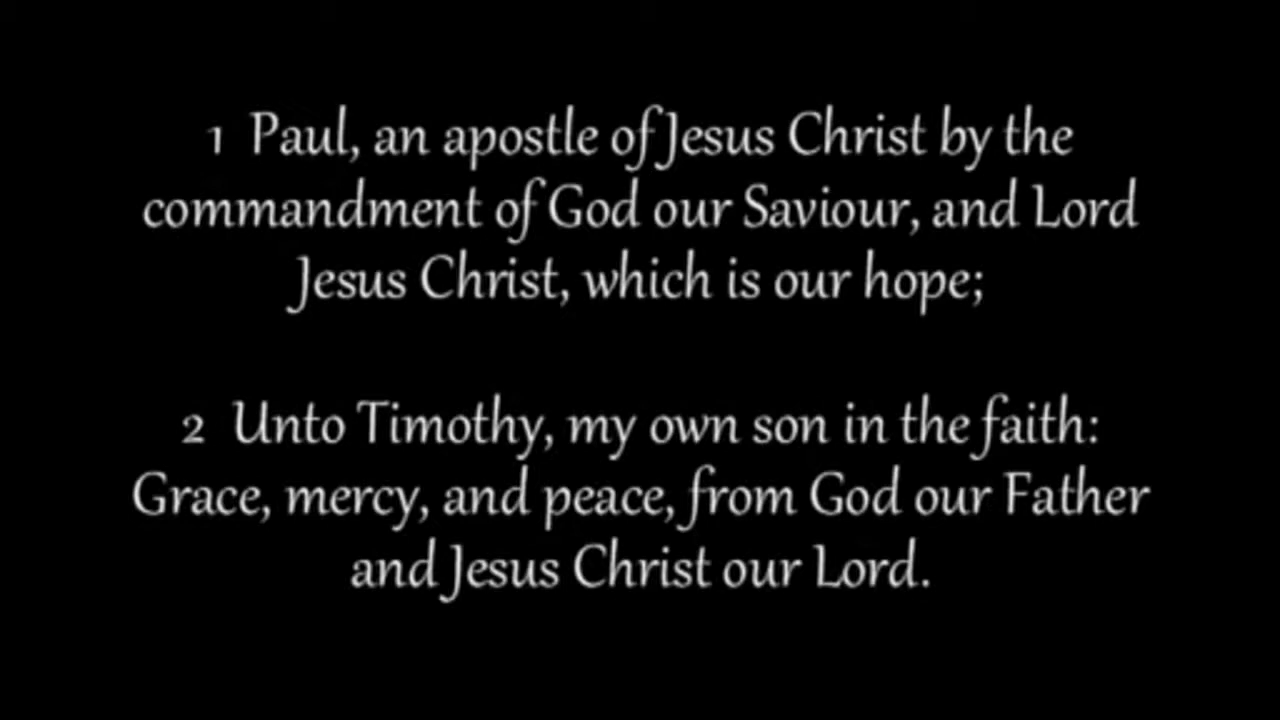 1 Paul, an apostle of Jesus Christ by the
commandment of God our Saviour, and Lord
Jesus Christ, which is our hope;
2 Unto Timothy, my own son in the faith:
Grace, mercy, and peace, from God our Father
and Jesus Christ our Lord.